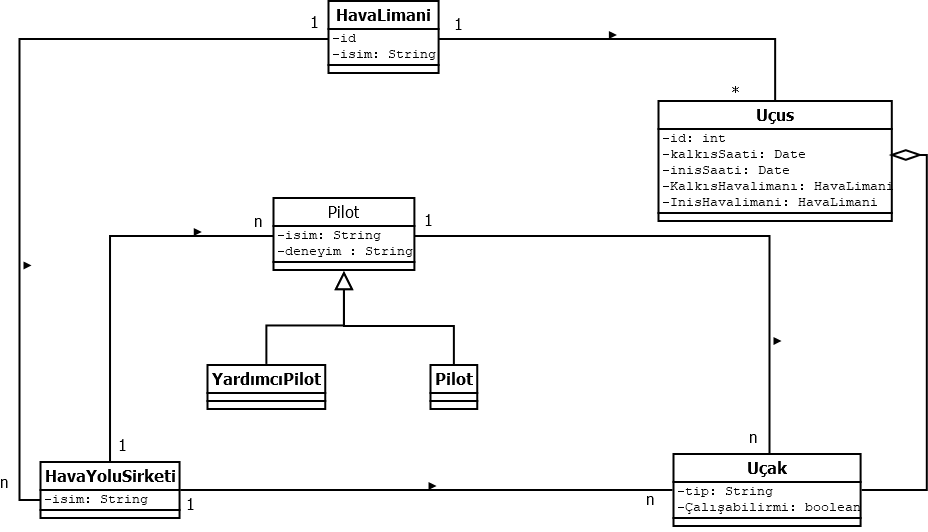 HavaLimani
-id
-isim: String
1
1
*
Uçus
-id: int
-kalkısSaati: Date
-inisSaati: Date
-KalkısHavalimanı: HavaLimani
-InisHavalimani: HavaLimani
Pilot
-isim: String
-deneyim : String
n
1
YardımcıPilot
Pilot
1
n
HavaYoluSirketi
-isim: String
n
1
n
Uçak
-tip: String
-Çalışabilirmi: boolean